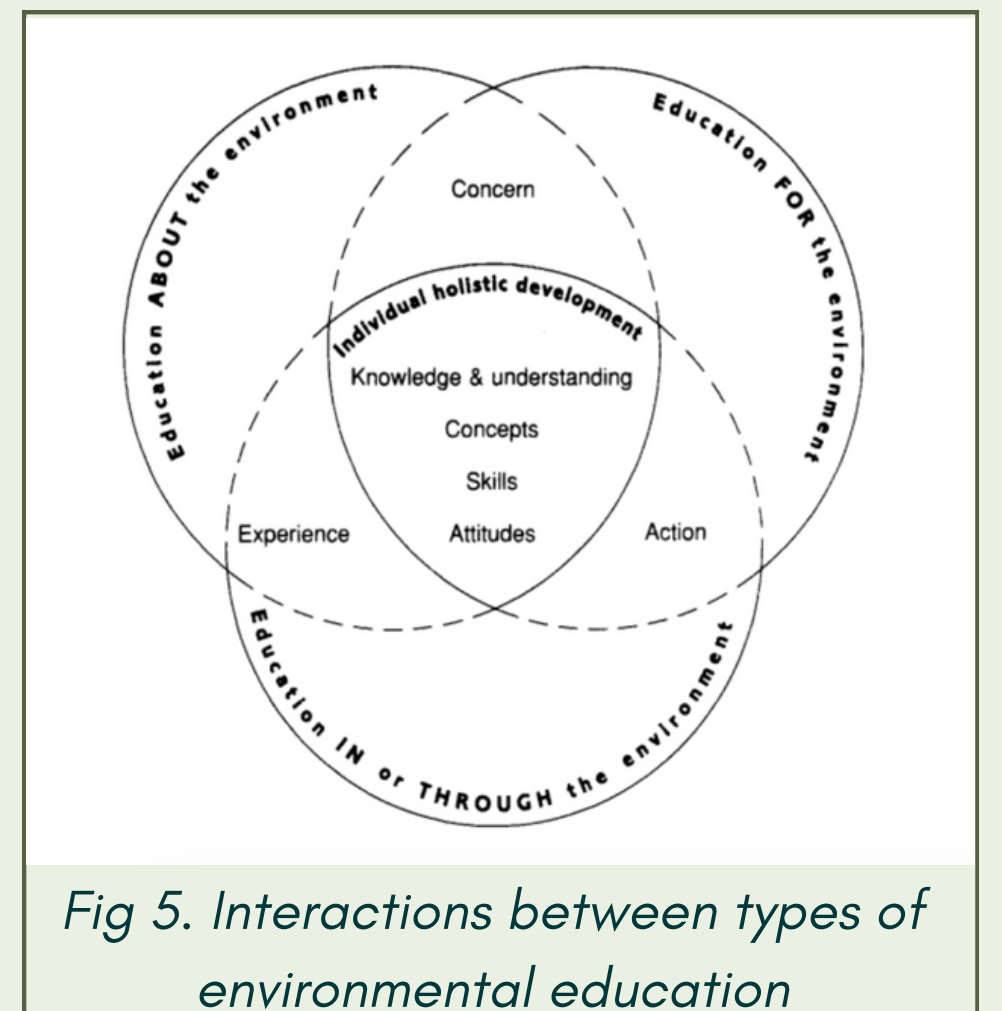 Education ABOUT the environment
Education FOR the environment
Concern
Individual holistic development
Knowledge & understanding
Concepts
Skills
Experience
Attitudes
Action
Education IN or THROUGH the environment
Fig 5. Interactions between types of
environmental education